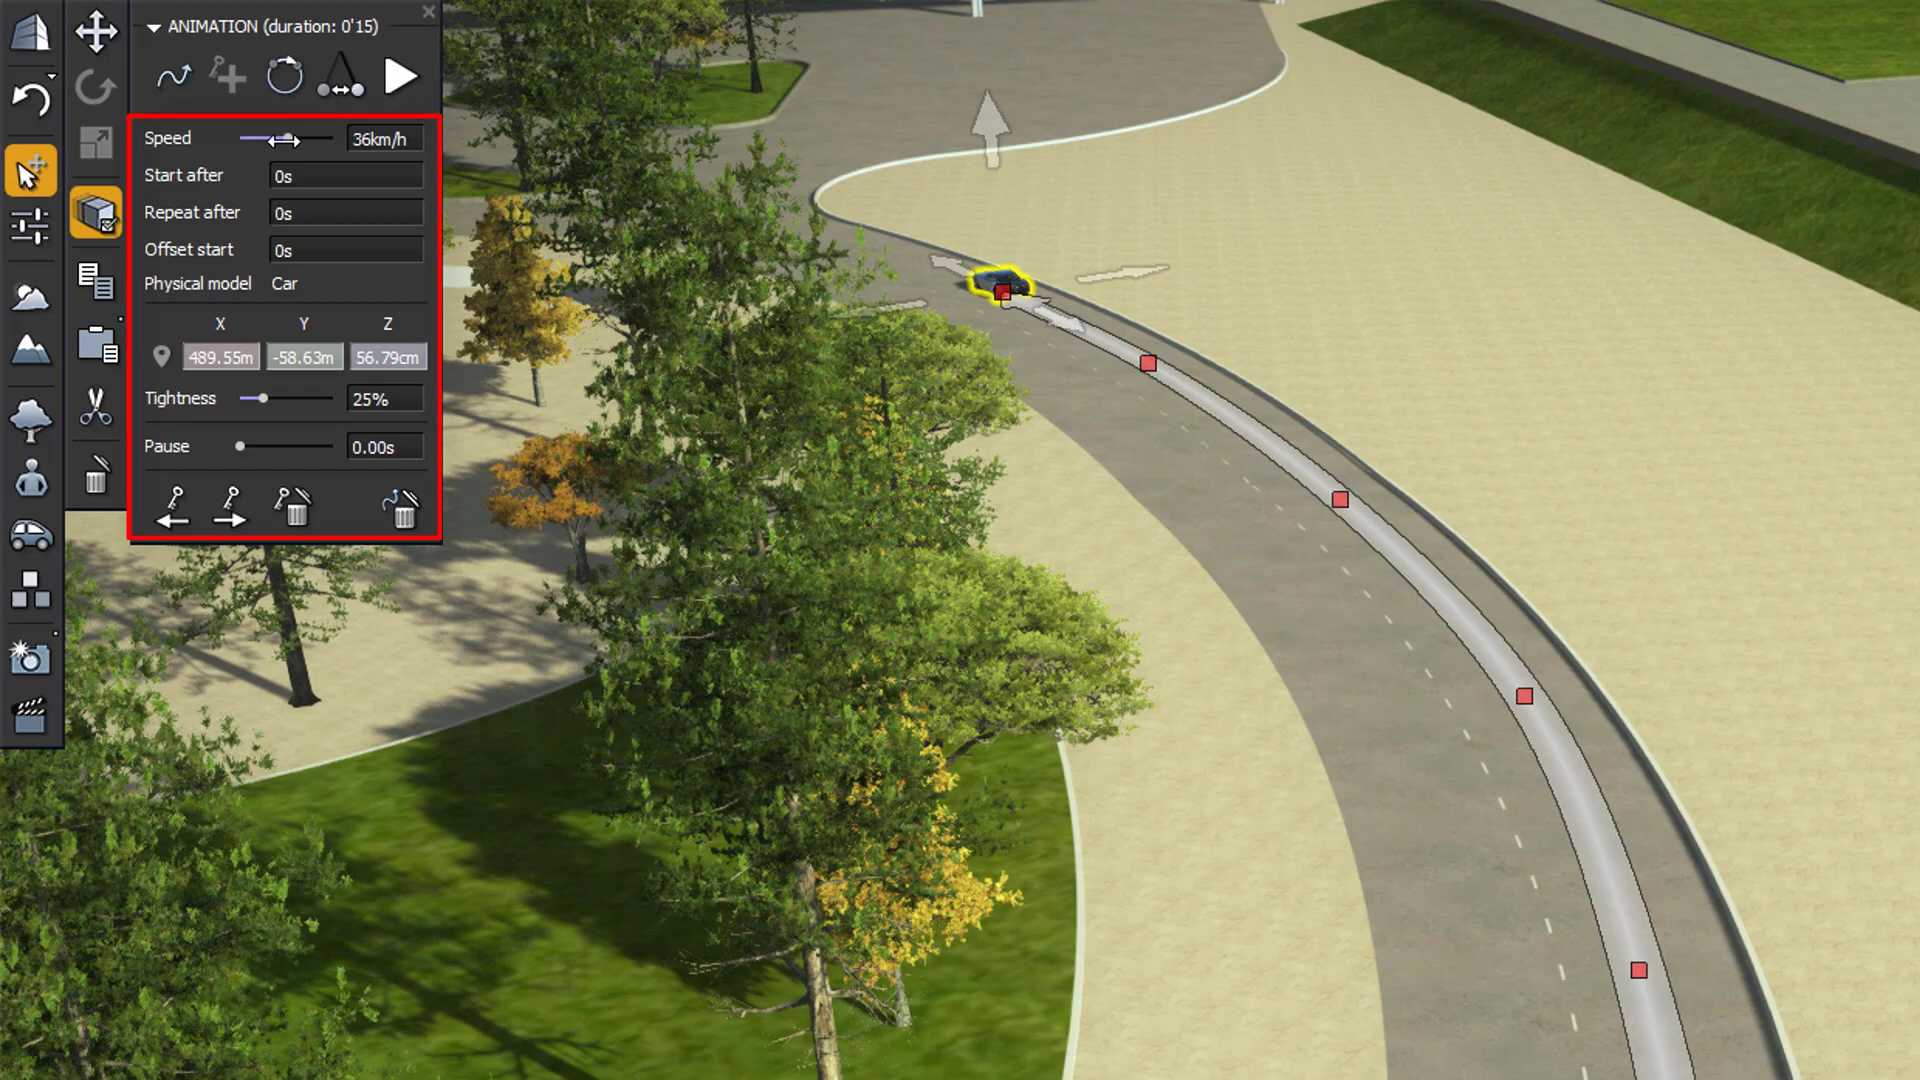 ANIMATION (duration: 0'15)
Speed 36km/h
Start after 0s
Repeat after 0s
Offset start 0s
Physical model Car
X Y Z
489.55m -58.63m 56.79cm
Tightness 25%
Pause 0.00s